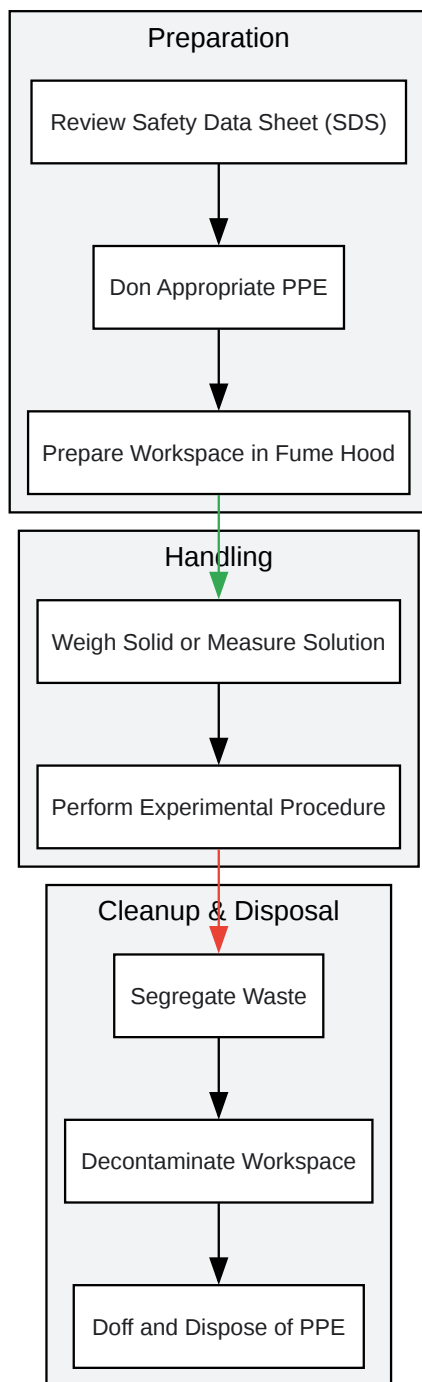 Preparation
Review Safety Data Sheet (SDS)
Don Appropriate PPE
Prepare Workspace in Fume Hood
Handling
Weigh Solid or Measure Solution
Perform Experimental Procedure
Cleanup & Disposal
Segregate Waste
Decontaminate Workspace
Doff and Dispose of PPE